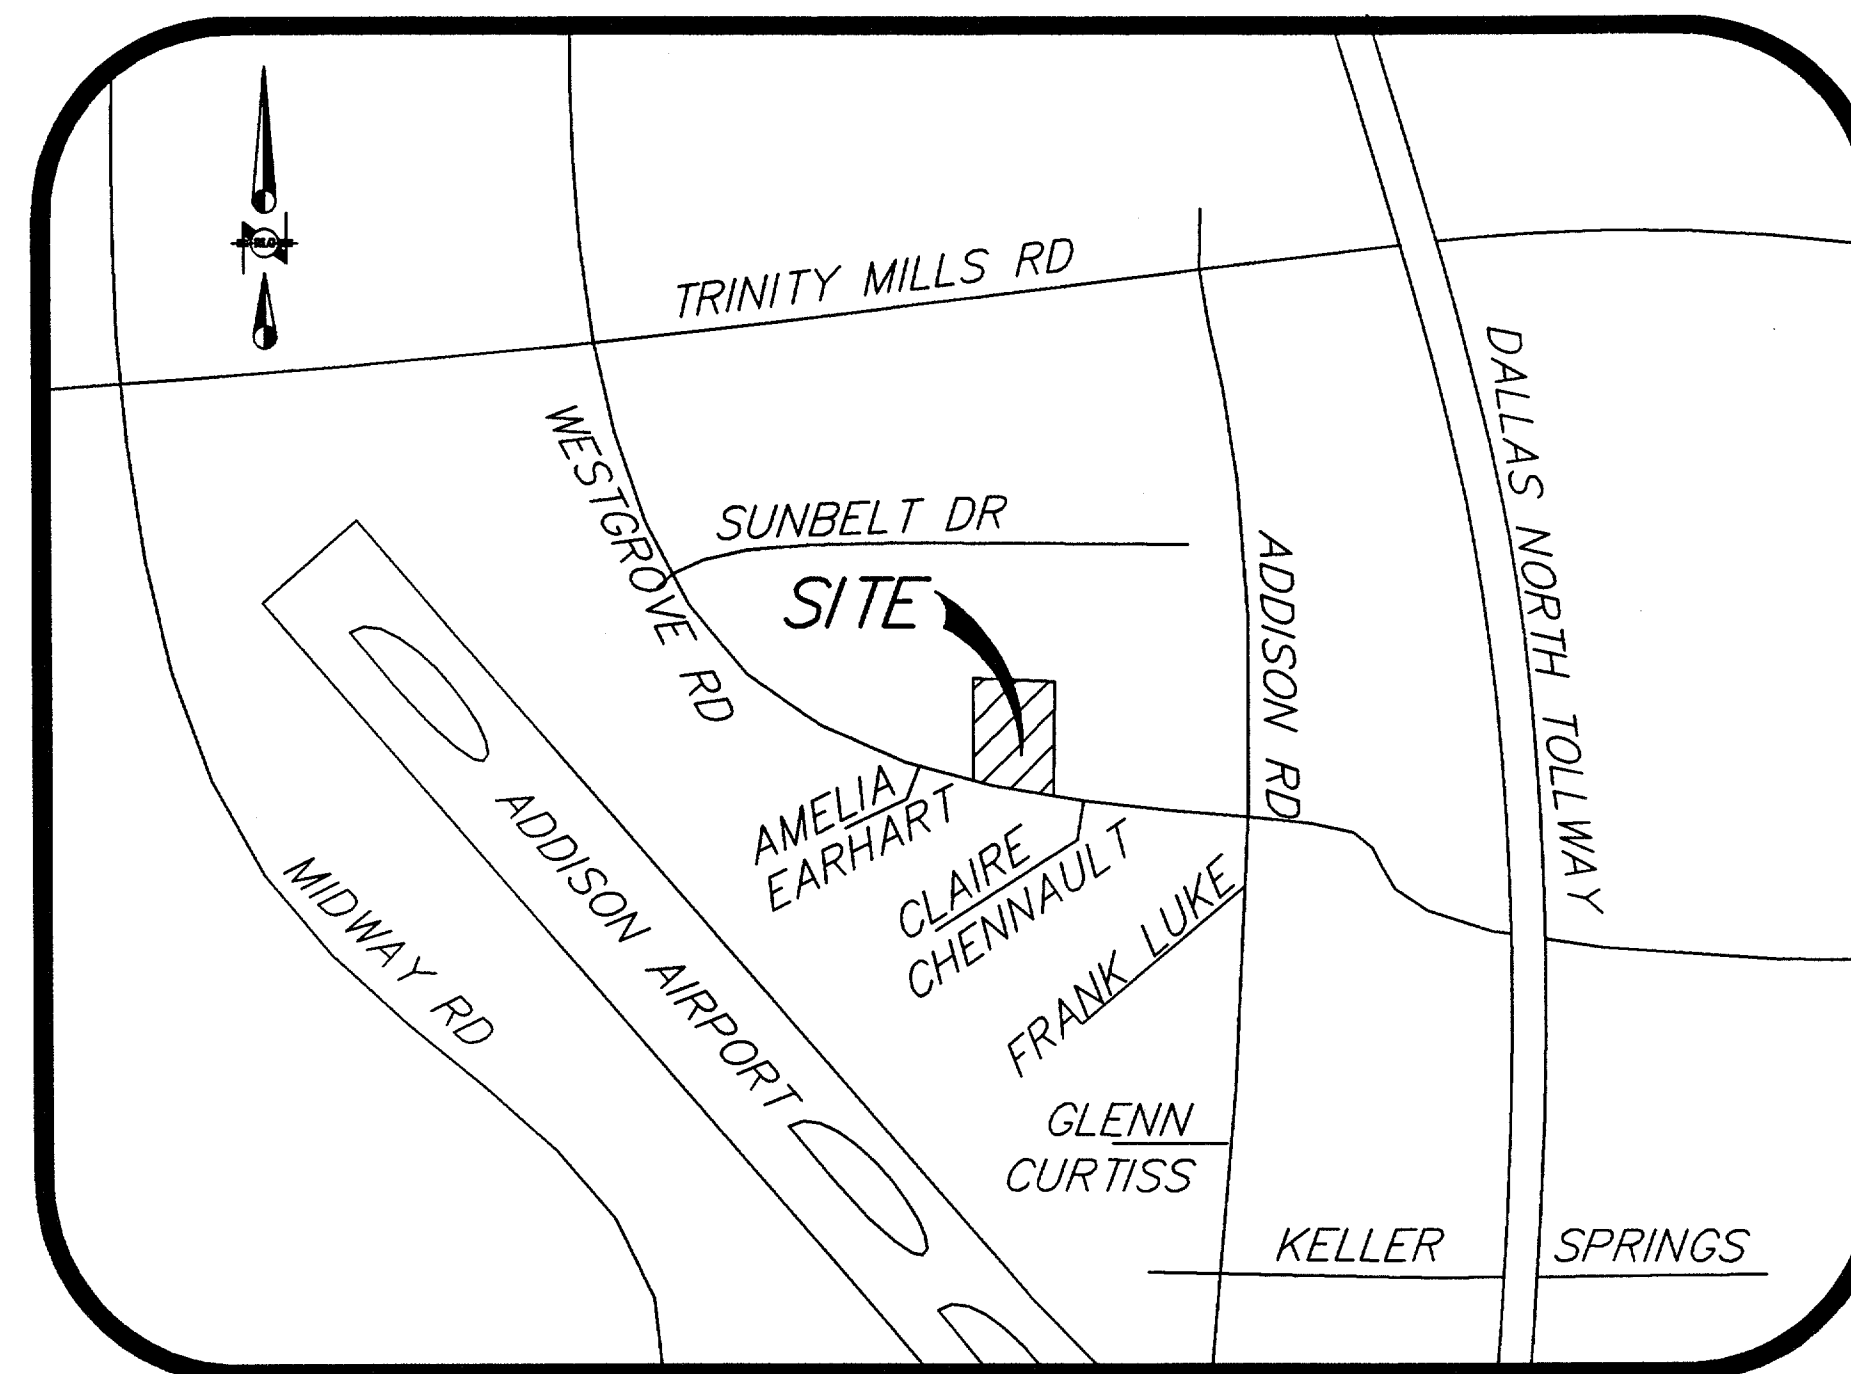 TRINITY MILLS RD
DALLAS NORTH TOLLWAY
WESTGROVE RD
SUNBELT DR
SITE
ADDISON RD
AMELIA
EARHART
CLAIRE
CHENNAULT
ADDISON AIRPORT
MIDWAY RD
FRANK LUKE
GLENN
CURTISS
KELLER SPRINGS